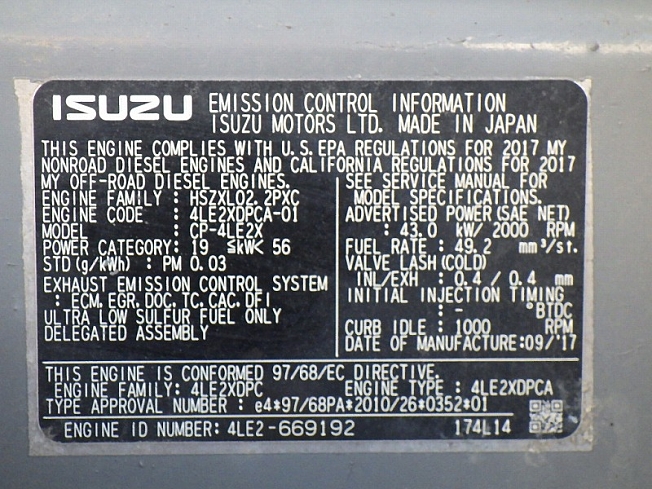 ISUZU EMISSION CONTROL INFORMATION
ISUZU MOTORS LTD. MADE IN JAPAN
THIS ENGINE COMPLIES WITH U.S.EPA REGULATIONS FOR 2017 MY
NONROAD DIESEL ENGINES AND CALIFORNIA REGULATIONS FOR 2017
MY OFF-ROAD DIESEL ENGINES.
ENGINE FAMILY : HSZXL02.2PXC
ENGINE CODE : 4LE2XDPCA-01
MODEL : CP-4LE2X
POWER CATEGORY: 19 ≤kW< 56
STD(g/kWh) : PM 0.03
EXHAUST EMISSION CONTROL SYSTEM
: ECM, EGR, DOC, TC, CAC, DFI
ULTRA LOW SULFUR FUEL ONLY
DELEGATED ASSEMBLY
SEE SERVICE MANUAL FOR
MODEL SPECIFICATIONS.
ADVERTISED POWER(SAE NET)
: 43.0 kW/ 2000 RPM
FUEL RATE : 49.2 mm³/st.
VALVE LASH(COLD)
INL/EXH : 0.4 / 0.4 mm
INITIAL INJECTION TIMING
: - °BTDC
CURB IDLE : 1000 RPM
DATE OF MANUFACTURE:09/'17
THIS ENGINE IS CONFORMED 97/68/EC DIRECTIVE.
ENGINE FAMILY: 4LE2XDPC ENGINE TYPE : 4LE2XDPCA
TYPE APPROVAL NUMBER : e4*97/68PA*2010/26*0352*01
ENGINE ID NUMBER: 4LE2-669192 174L14